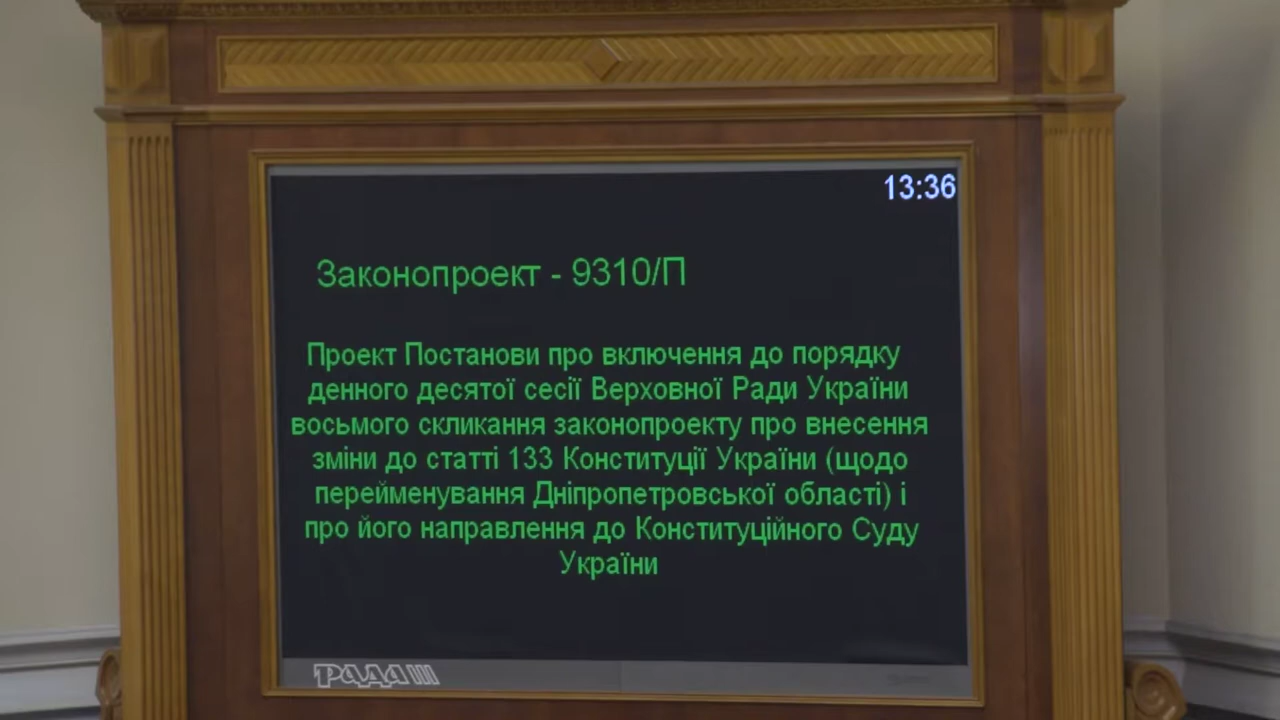 13:36
Законопроект - 9310/П
Проект Постанови про включення до порядку
денного десятої сесії Верховної Ради України
восьмого скликання законопроекту про внесення
зміни до статті 133 Конституції України (щодо
перейменування Дніпропетровської області) і
про його направлення до Конституційного Суду
України
РАДА III